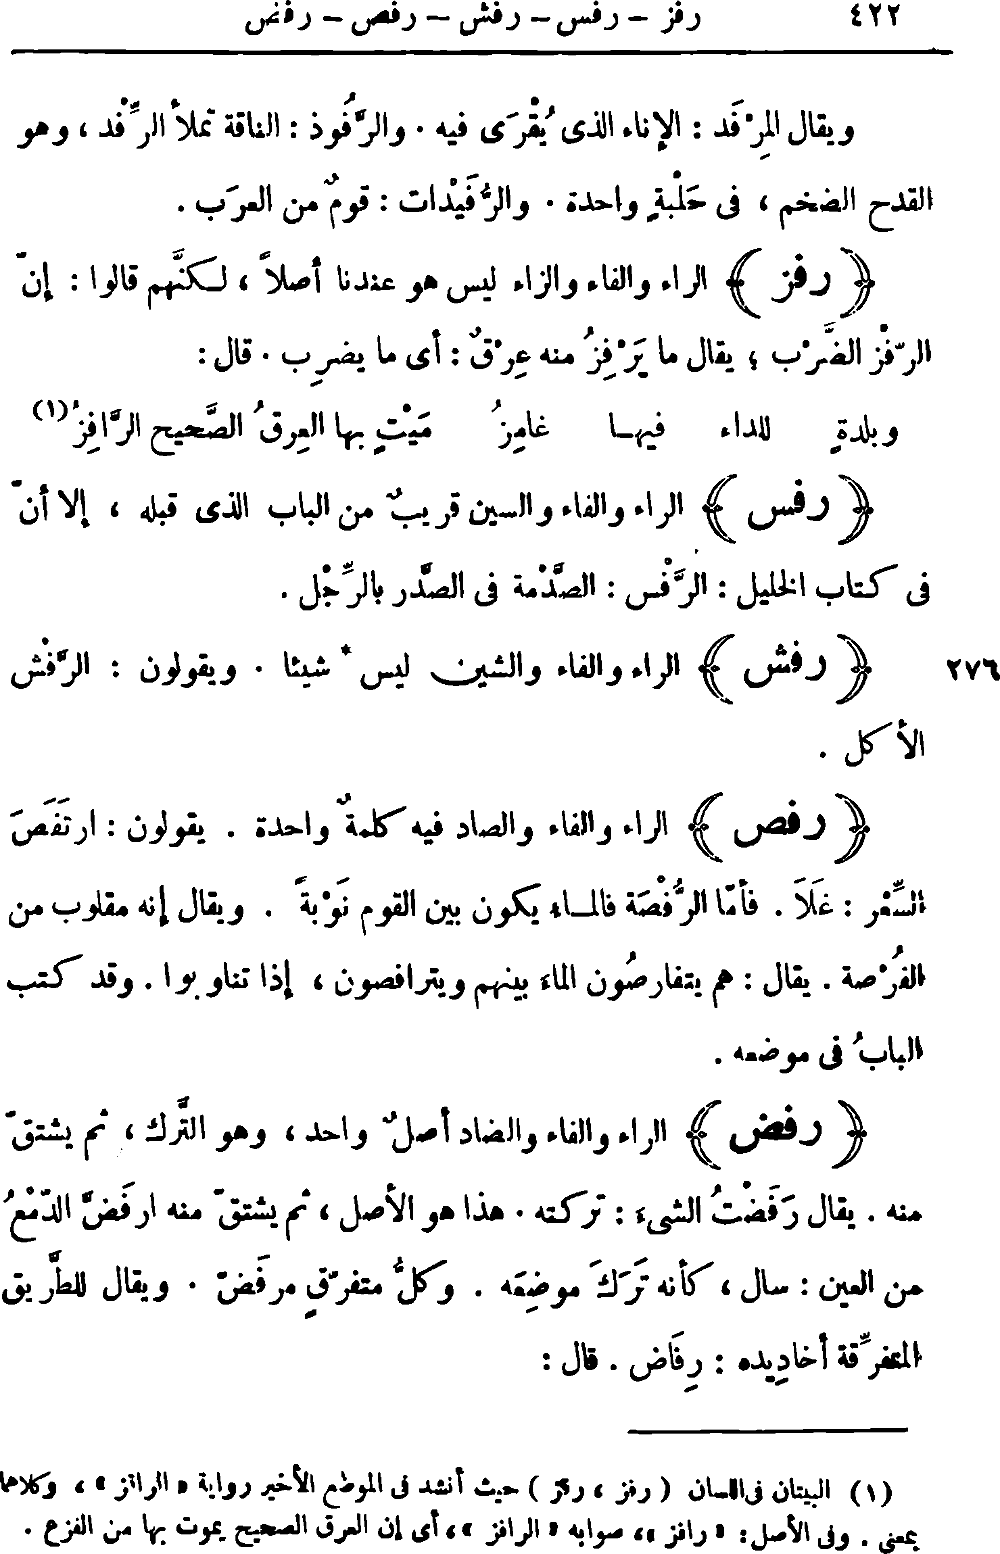 ٤٢٢ رفز – رفس – رفش – رفص – رفض
ويقال المِرْفَد : الإناء الذى يُقْرَى فيه . والرَّفُود : الناقة تملأ الرِّفْد ، وهو
القدح الضخم ، فى حَلْبةٍ واحدة . والرُّفَيْدات : قومٌ من العرَب .
﴿ رفز ﴾ الراء والفاء والزاء ليس هو عندنا أصلاً ، لـكنَّهم قالوا : إنّ
الرّفْز الضَّرْب ؛ يقال ما يَرْفِزُ منه عِرْقٌ : أى ما يضرِب . قال :
وبلدةٍ للداء فيهـا غامِزُ مَيْتٍ بها العِرقُ الصَّحيح الرَّافِزُ (١)
﴿ رفس ﴾ الراء والفاء والسين قريبٌ من الباب الذى قبله ، إلا أنّ
فى كتاب الخليل : الرَّفْس : الصَّدْمة فى الصَّدر بالرِّجْل .
٢٧٦ ﴿ رفش ﴾ الراء والفاء والشين ليس* شيئا . ويقولون : الرَّفْش
الأكل .
﴿ رفص ﴾ الراء والفاء والصاد فيه كلمةٌ واحدة . يقولون : ارتَفَصَ
السِّعْر : غَلَا . فأمّا الرُّفْصَة فالمـاء يكون بين القوم نَوْبةً . ويقال إنه مقلوب من
الفُرْصة . يقال : هم يتفارصُون الماءَ بينهم ويترافصون ، إذا تناوبوا . وقد كتب
البابُ فى موضعه .
﴿ رفض ﴾ الراء والفاء والضاد أصلٌ واحد ، وهو التَّرك ، ثم يشتقّ
منه . يقال رَفَضْتُ الشىءَ : تركته . هذا هو الأصل ، ثم يشتقّ منه ارفَضَّ الدّمْعُ
من العين : سال ، كأنه تَرَكَ موضِعَه . وكلُّ متفرّقٍ مرفَضّ . ويقال للطَّريق
المتفرِّقة أخاديده : رِفَاض . قال :
(١) البيتان فى اللسان ( رفز ، ركز ) حيث أنشد فى الموضع الأخير رواية « الراكز » ، وكلاهما
بمعنى . وفى الأصل : « رافز » ، صوابه « الرافز » ، أى إن العرق الصحيح يموت بها من الفزع .